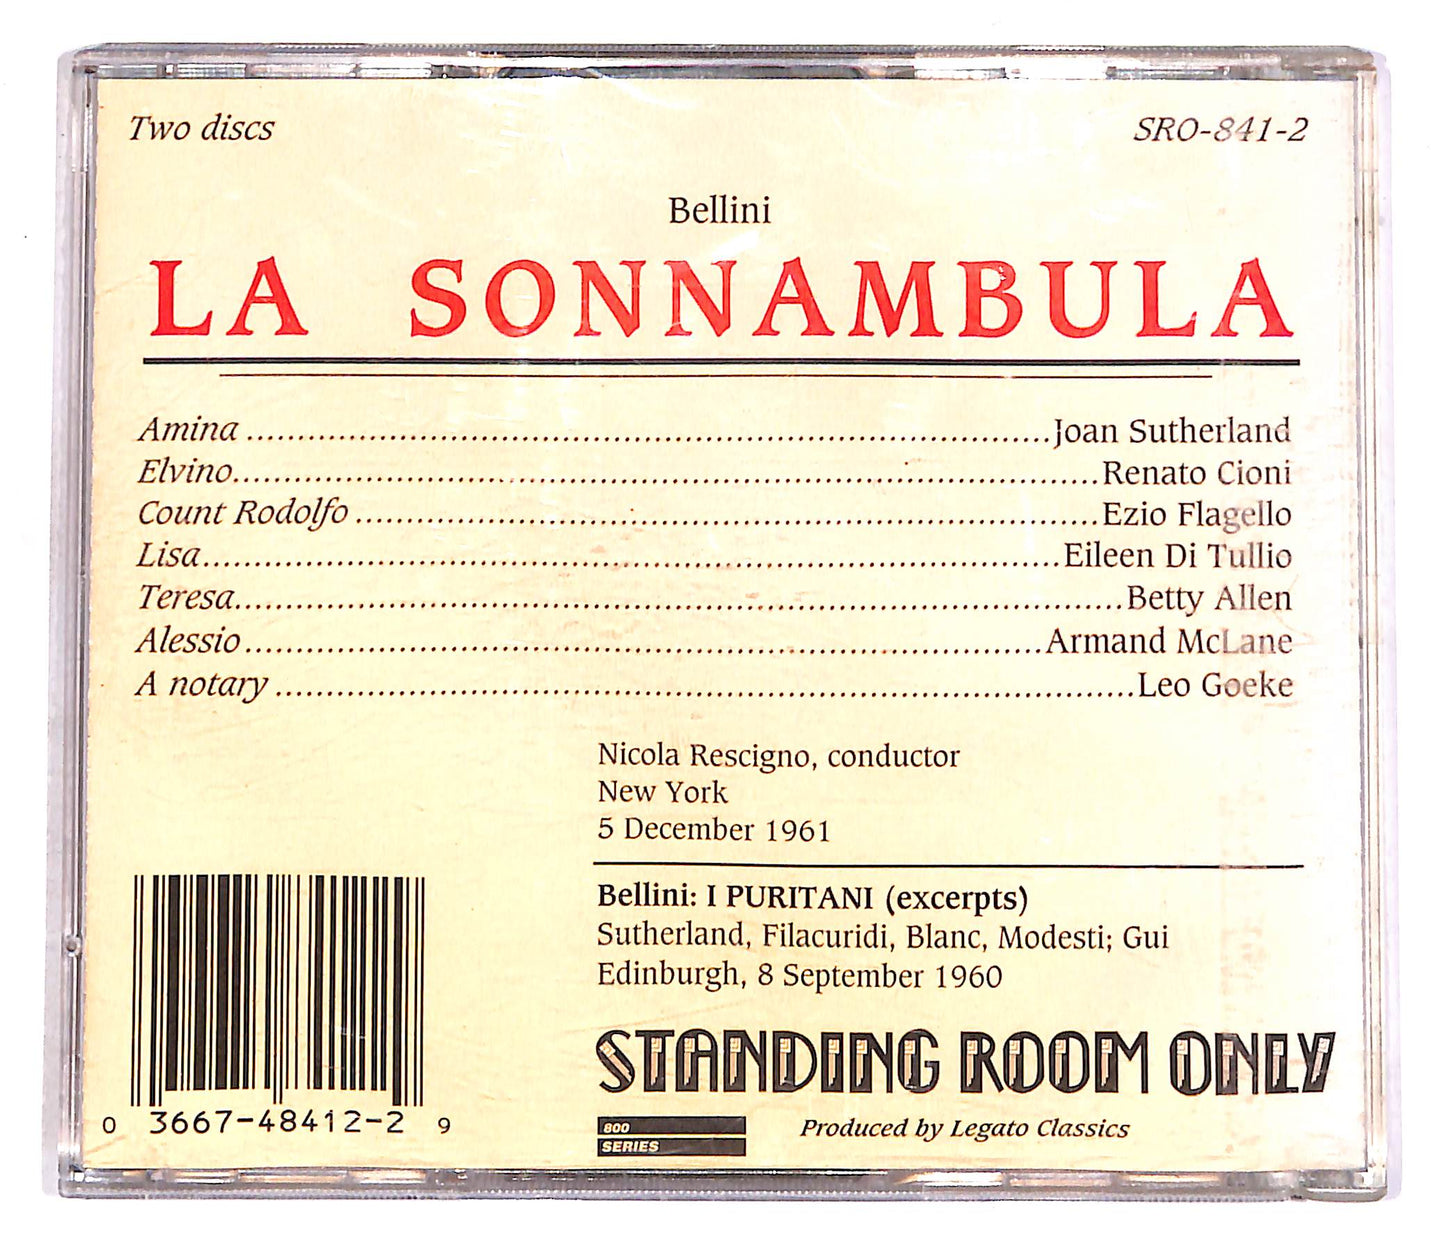 Two discs
SRO-841-2
Bellini
LA SONNAMBULA
Amina ........ Joan Sutherland
Elvino ........ Renato Cioni
Count Rodolfo ........ Ezio Flagello
Lisa ........ Eileen Di Tullio
Teresa ........ Betty Allen
Alessio ........ Armand McLane
A notary ........ Leo Goeke
Nicola Rescigno, conductor
New York
5 December 1961
Bellini: I PURITANI (excerpts)
Sutherland, Filacuridi, Blanc, Modesti; Gui
Edinburgh, 8 September 1960
STANDING ROOM ONLY
800
SERIES
Produced by Legato Classics
0 3667-48412-2 9